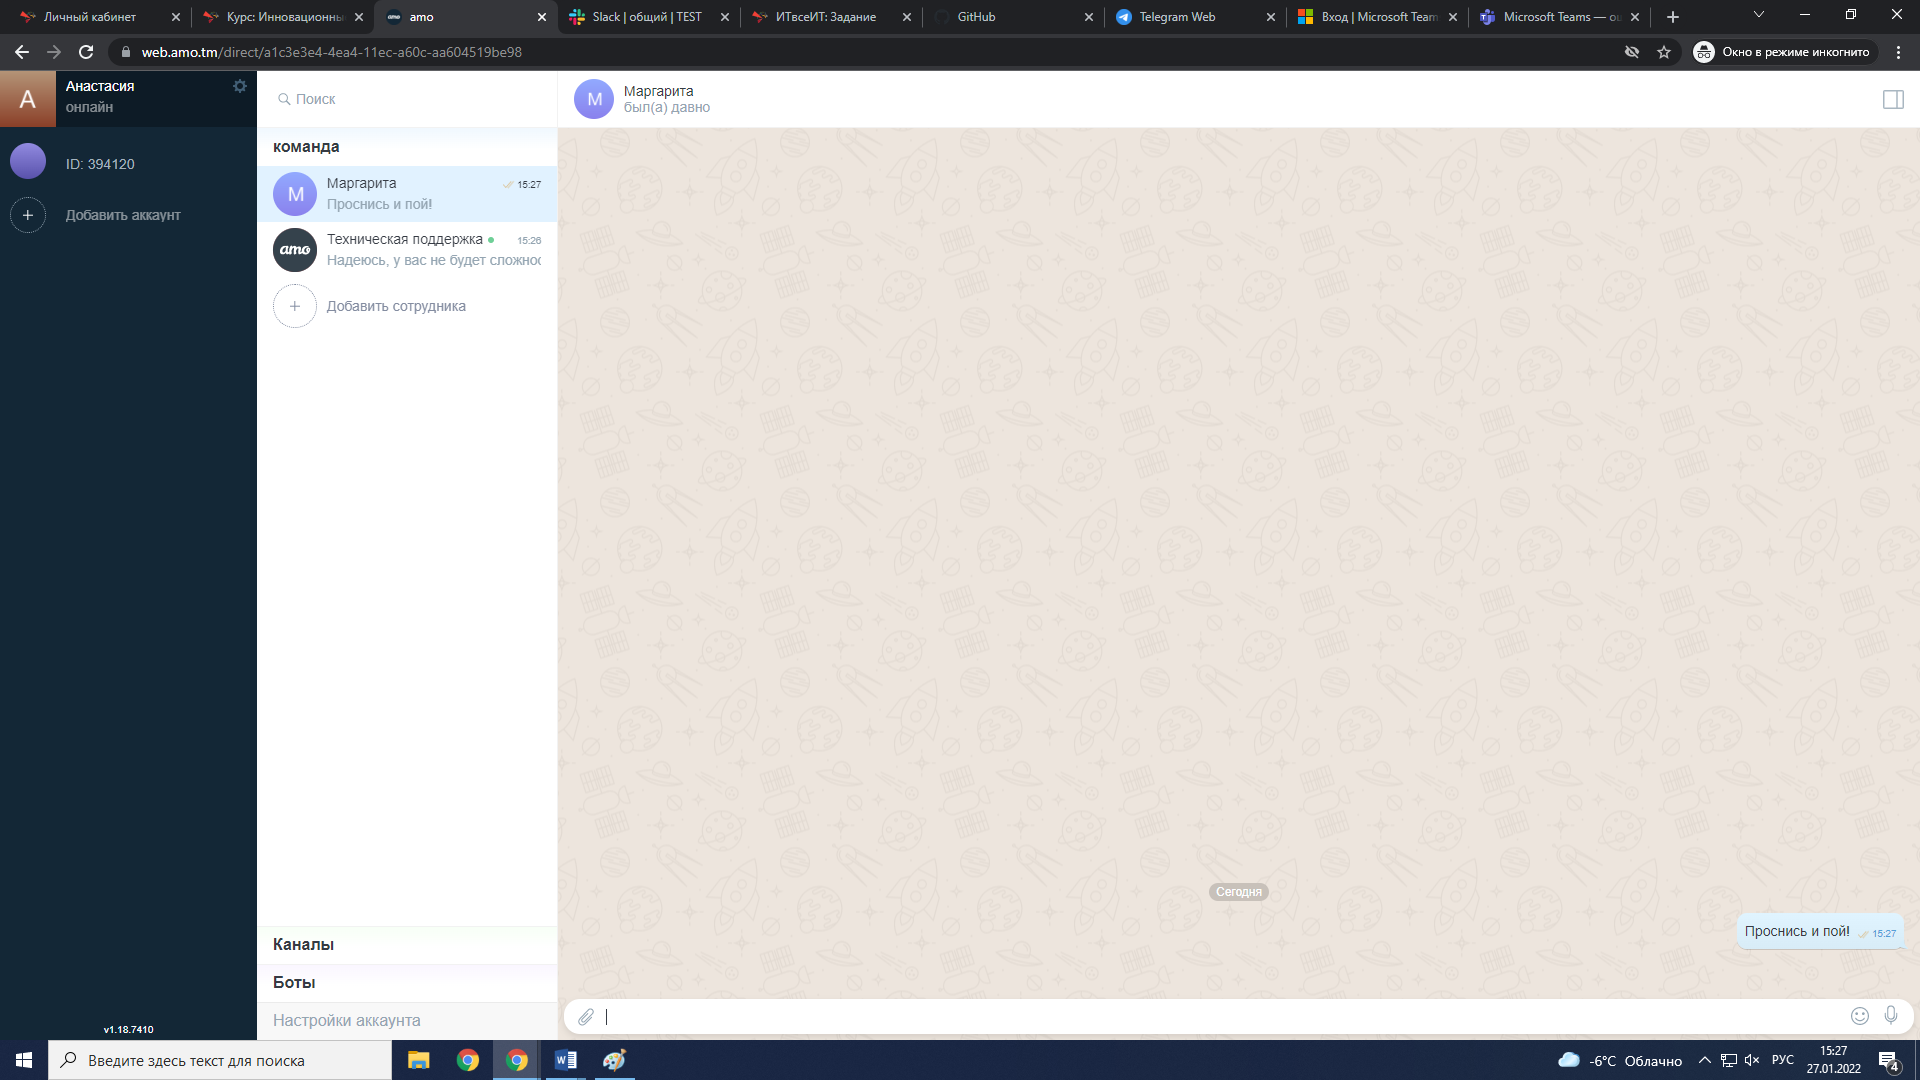 Личный кабинет
Курс: Инновационны
amo
Slack | общий | TEST
ИТвсеИТ: Задание
GitHub
Telegram Web
Вход | Microsoft Team
Microsoft Teams — ou
web.amo.tm/direct/a1c3e3e4-4ea4-11ec-a60c-aa604519be98
Окно в режиме инкогнито
А
Анастасия
онлайн
ID: 394120
Добавить аккаунт
v1.18.7410
Поиск
команда
М
Маргарита
15:27
Проснись и пой!
amo
Техническая поддержка
15:26
Надеюсь, у вас не будет сложнос
Добавить сотрудника
Каналы
Боты
Настройки аккаунта
М
Маргарита
был(а) давно
Сегодня
Проснись и пой! 15:27
Введите здесь текст для поиска
W
-6°C Облачно
РУС
15:27
27.01.2022
4